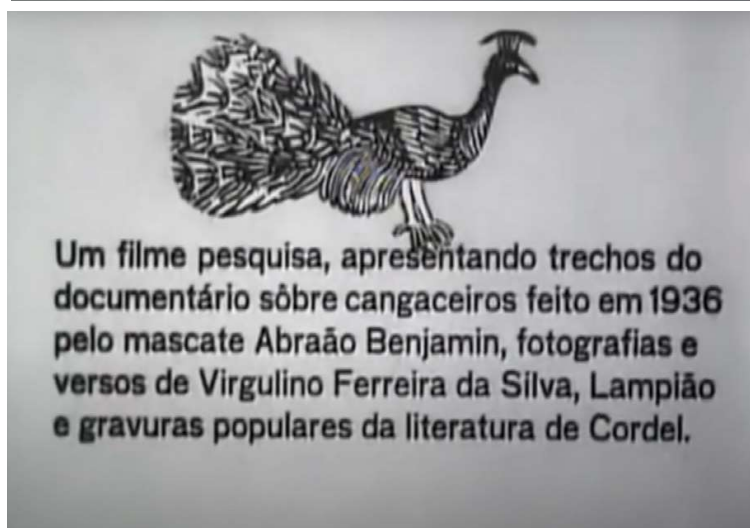 Um filme pesquisa, apresentando trechos do
documentário sôbre cangaceiros feito em 1936
pelo mascate Abraão Benjamin, fotografias e
versos de Virgulino Ferreira da Silva, Lampião
e gravuras populares da literatura de Cordel.